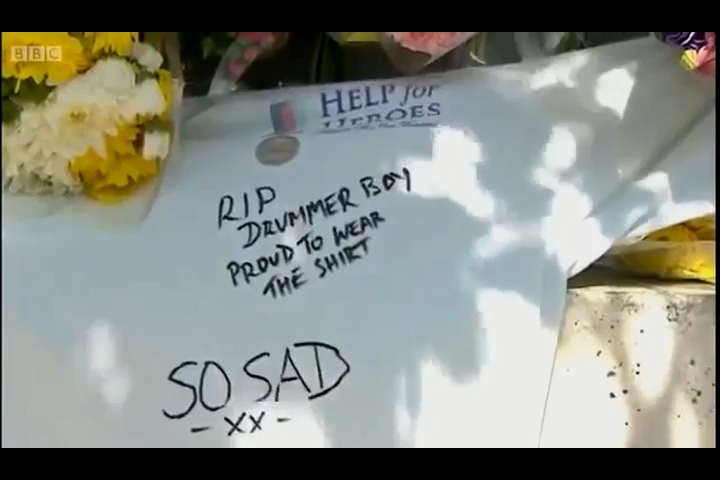 BBC
HELP for
HEROES
RIP
DRUMMER BOY
PROUD TO WEAR
THE SHIRT
SO SAD
- XX -